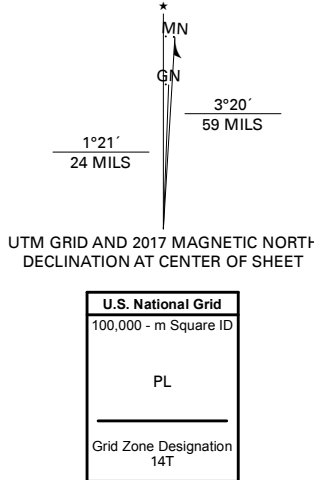 MN
GN
3°20´
59 MILS
1°21´
24 MILS
UTM GRID AND 2017 MAGNETIC NORTH
DECLINATION AT CENTER OF SHEET
U.S. National Grid
100,000 - m Square ID
PL
Grid Zone Designation
14T